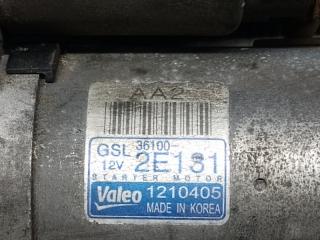 AA2
GSL 36100-
12V 2E131
STARTER MOTOR
Valeo 1210405
MADE IN KOREA